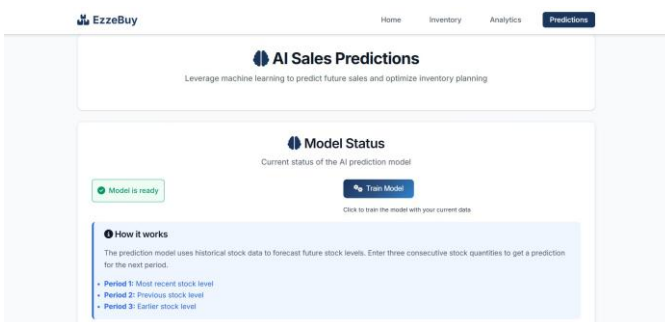 EzzeBuy
Home Inventory Analytics Predictions
AI Sales Predictions
Leverage machine learning to predict future sales and optimize inventory planning
Model Status
Current status of the AI prediction model
Model is ready
Train Model
Click to train the model with your current data
How it works
The prediction model uses historical stock data to forecast future stock levels. Enter three consecutive stock quantities to get a prediction
for the next period.
• Period 1: Most recent stock level
• Period 2: Previous stock level
• Period 3: Earlier stock level